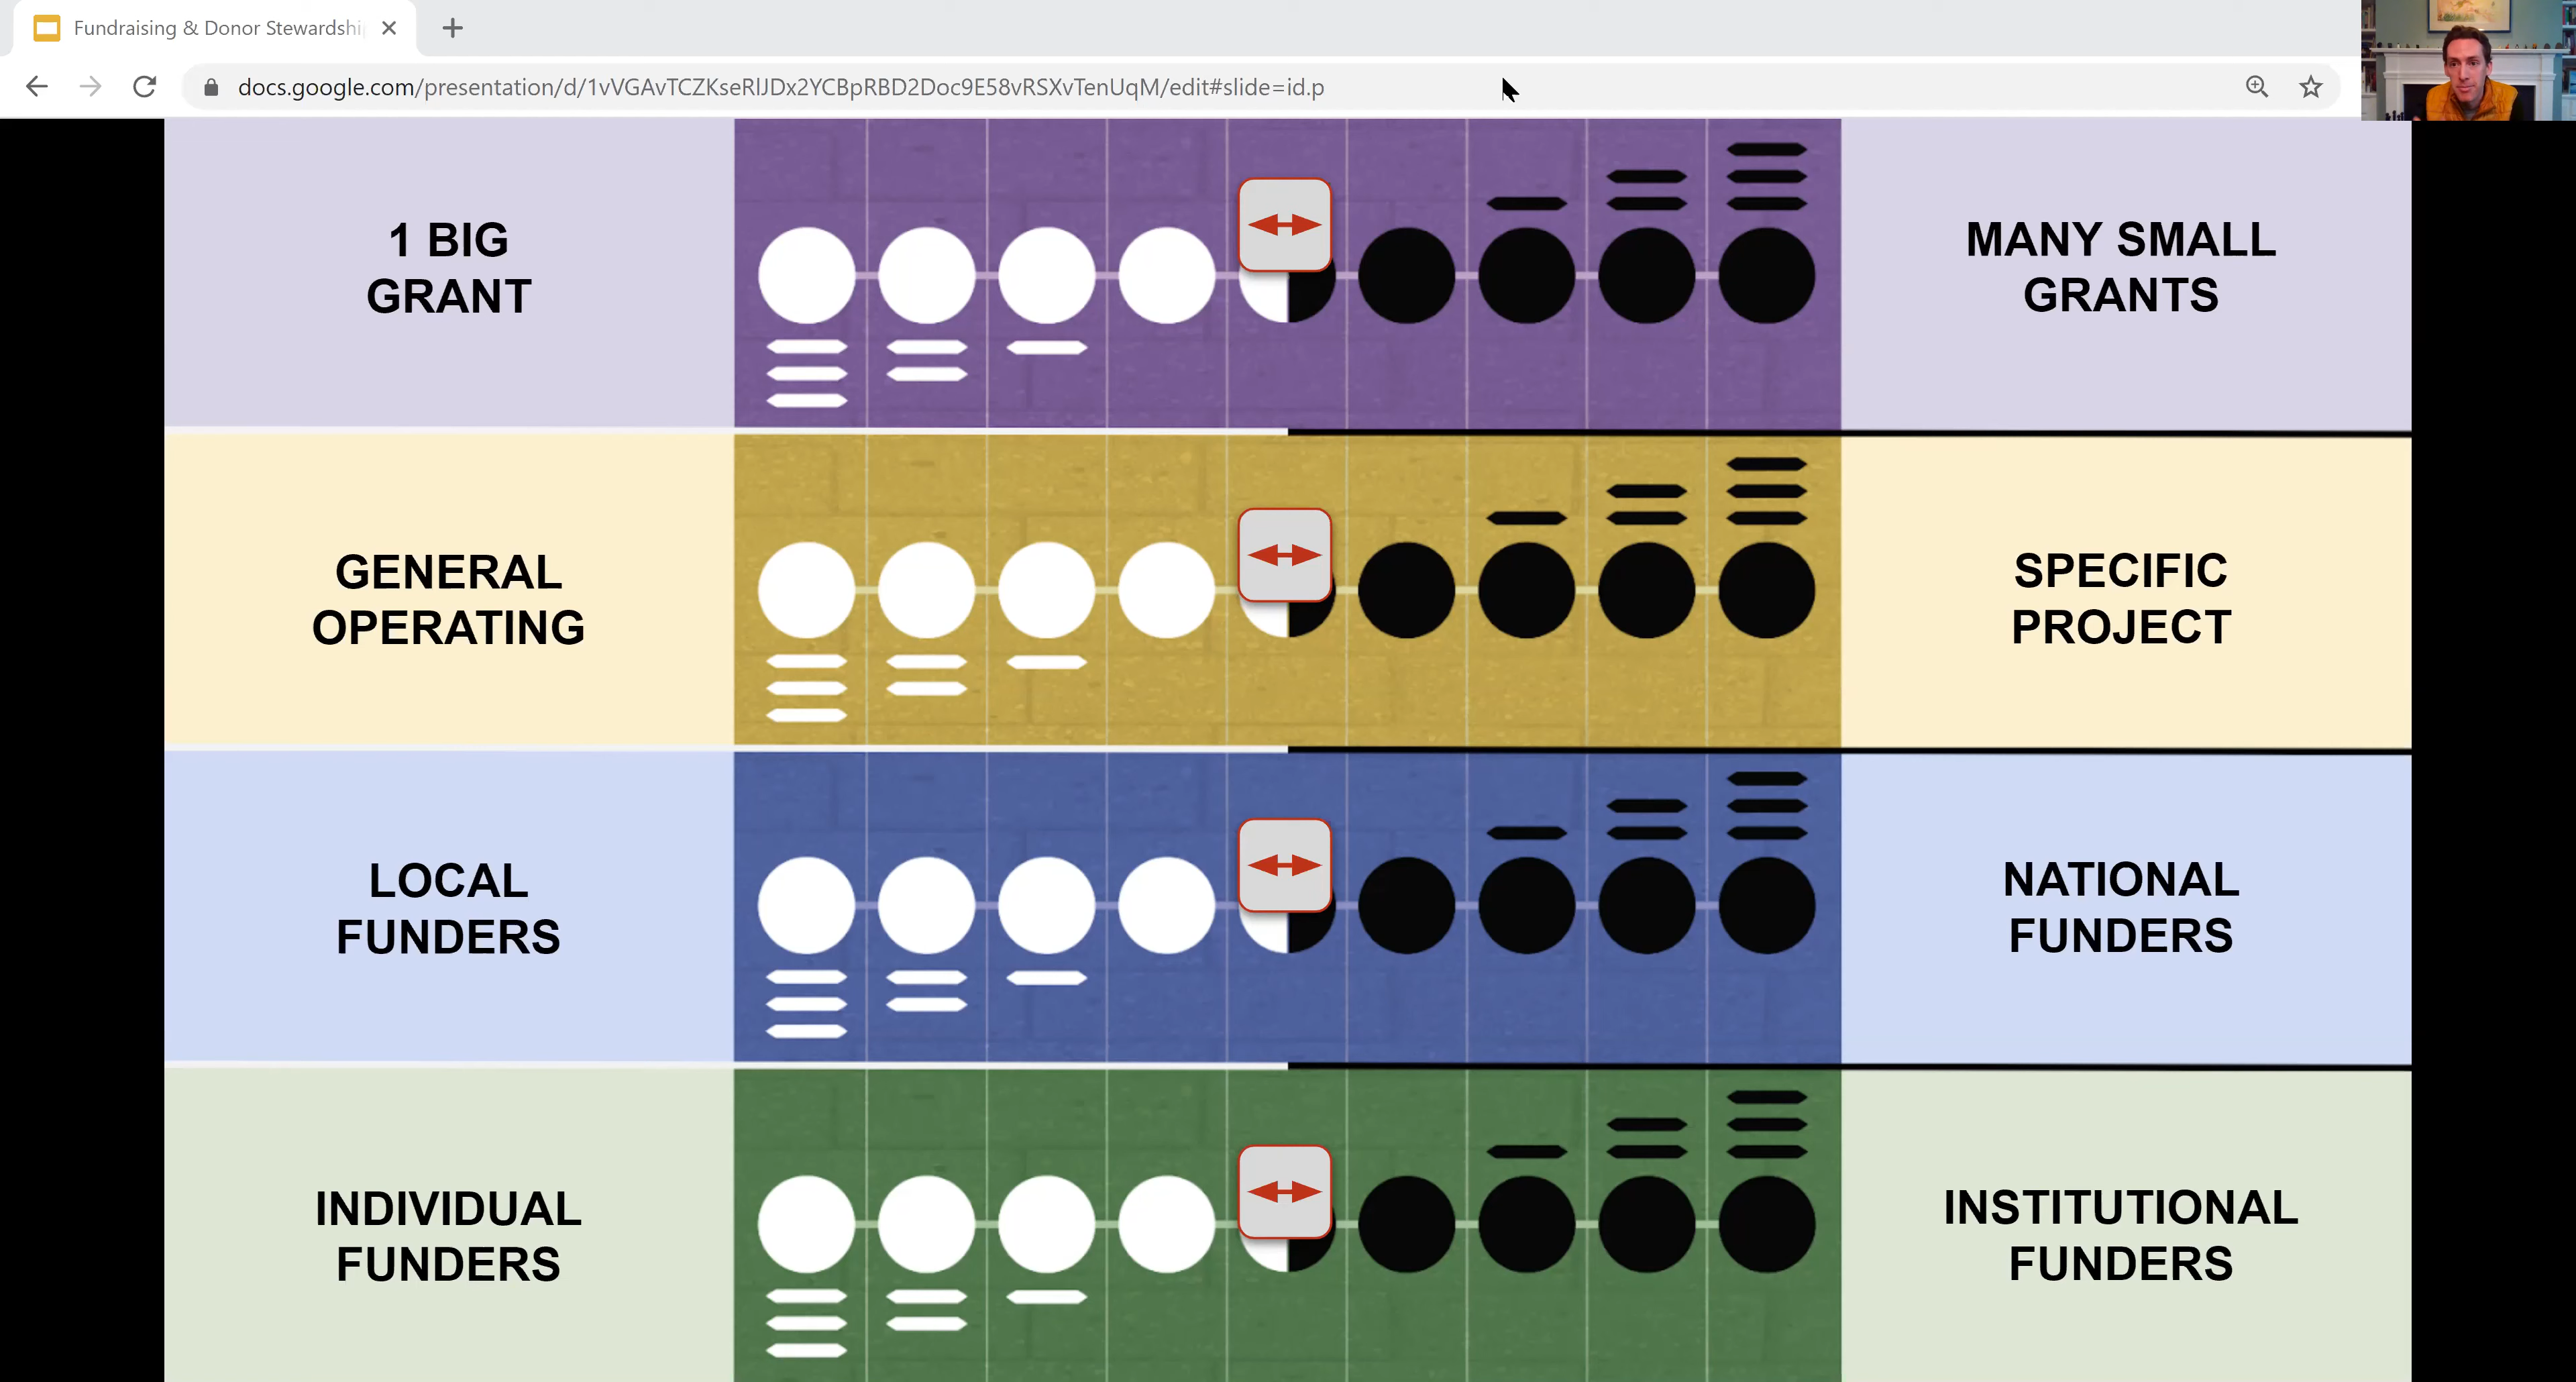 Fundraising & Donor Stewardshi
docs.google.com/presentation/d/1vVGAvTCZKseRlJDx2YCBpRBD2Doc9E58vRSXvTenUqM/edit#slide=id.p
1 BIG
GRANT
MANY SMALL
GRANTS
GENERAL
OPERATING
SPECIFIC
PROJECT
LOCAL
FUNDERS
NATIONAL
FUNDERS
INDIVIDUAL
FUNDERS
INSTITUTIONAL
FUNDERS